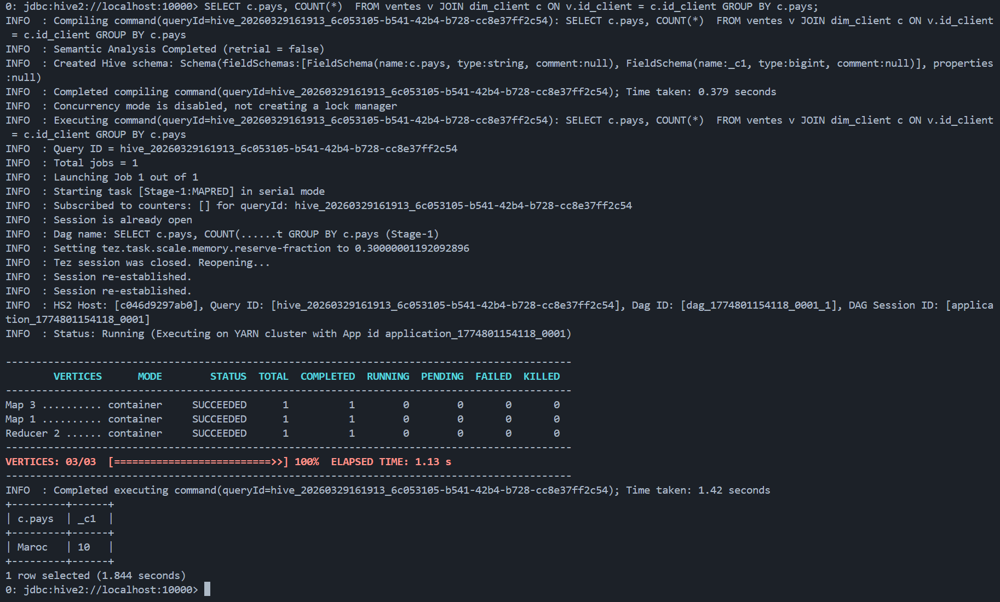 0: jdbc:hive2://localhost:10000> SELECT c.pays, COUNT(*)  FROM ventes v JOIN dim_client c ON v.id_client = c.id_client GROUP BY c.pays;
INFO  : Compiling command(queryId=hive_20260329161913_6c053105-b541-42b4-b728-cc8e37ff2c54): SELECT c.pays, COUNT(*)  FROM ventes v JOIN dim_client c ON v.id_client
 = c.id_client GROUP BY c.pays
INFO  : Semantic Analysis Completed (retrial = false)
INFO  : Created Hive schema: Schema(fieldSchemas:[FieldSchema(name:c.pays, type:string, comment:null), FieldSchema(name:_c1, type:bigint, comment:null)], properties
:null)
INFO  : Completed compiling command(queryId=hive_20260329161913_6c053105-b541-42b4-b728-cc8e37ff2c54); Time taken: 0.379 seconds
INFO  : Concurrency mode is disabled, not creating a lock manager
INFO  : Executing command(queryId=hive_20260329161913_6c053105-b541-42b4-b728-cc8e37ff2c54): SELECT c.pays, COUNT(*)  FROM ventes v JOIN dim_client c ON v.id_client
 = c.id_client GROUP BY c.pays
INFO  : Query ID = hive_20260329161913_6c053105-b541-42b4-b728-cc8e37ff2c54
INFO  : Total jobs = 1
INFO  : Launching Job 1 out of 1
INFO  : Starting task [Stage-1:MAPRED] in serial mode
INFO  : Subscribed to counters: [] for queryId: hive_20260329161913_6c053105-b541-42b4-b728-cc8e37ff2c54
INFO  : Session is already open
INFO  : Dag name: SELECT c.pays, COUNT(......t GROUP BY c.pays (Stage-1)
INFO  : Setting tez.task.scale.memory.reserve-fraction to 0.30000001192092896
INFO  : Tez session was closed. Reopening...
INFO  : Session re-established.
INFO  : Session re-established.
INFO  : HS2 Host: [c046d9297ab0], Query ID: [hive_20260329161913_6c053105-b541-42b4-b728-cc8e37ff2c54], Dag ID: [dag_1774801154118_0001_1], DAG Session ID: [applica
tion_1774801154118_0001]
INFO  : Status: Running (Executing on YARN cluster with App id application_1774801154118_0001)
----------------------------------------------------------------------------------------------
        VERTICES      MODE        STATUS  TOTAL  COMPLETED  RUNNING  PENDING  FAILED  KILLED
----------------------------------------------------------------------------------------------
Map 3 .......... container     SUCCEEDED      1          1        0        0       0       0
Map 1 .......... container     SUCCEEDED      1          1        0        0       0       0
Reducer 2 ...... container     SUCCEEDED      1          1        0        0       0       0
----------------------------------------------------------------------------------------------
VERTICES: 03/03  [==========================>>] 100%  ELAPSED TIME: 1.13 s
----------------------------------------------------------------------------------------------
INFO  : Completed executing command(queryId=hive_20260329161913_6c053105-b541-42b4-b728-cc8e37ff2c54); Time taken: 1.42 seconds
+---------+------+
| c.pays  | _c1  |
+---------+------+
| Maroc   | 10   |
+---------+------+
1 row selected (1.844 seconds)
0: jdbc:hive2://localhost:10000>